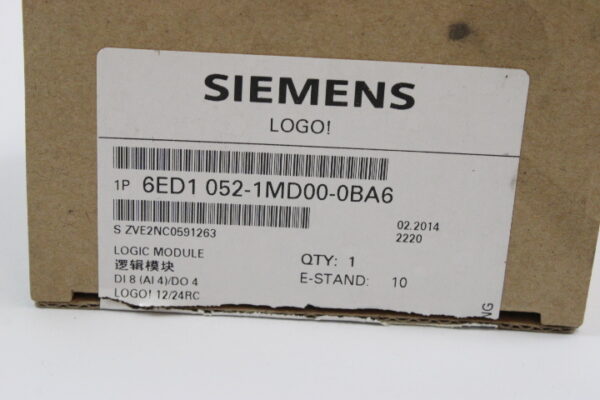 SIEMENS
LOGO!
1P 6ED1 052-1MD00-0BA6
S ZVE2NC0591263
02.2014
2220
LOGIC MODULE
逻辑模块
DI 8 (AI 4)/DO 4
LOGO! 12/24RC
QTY: 1
E-STAND: 10